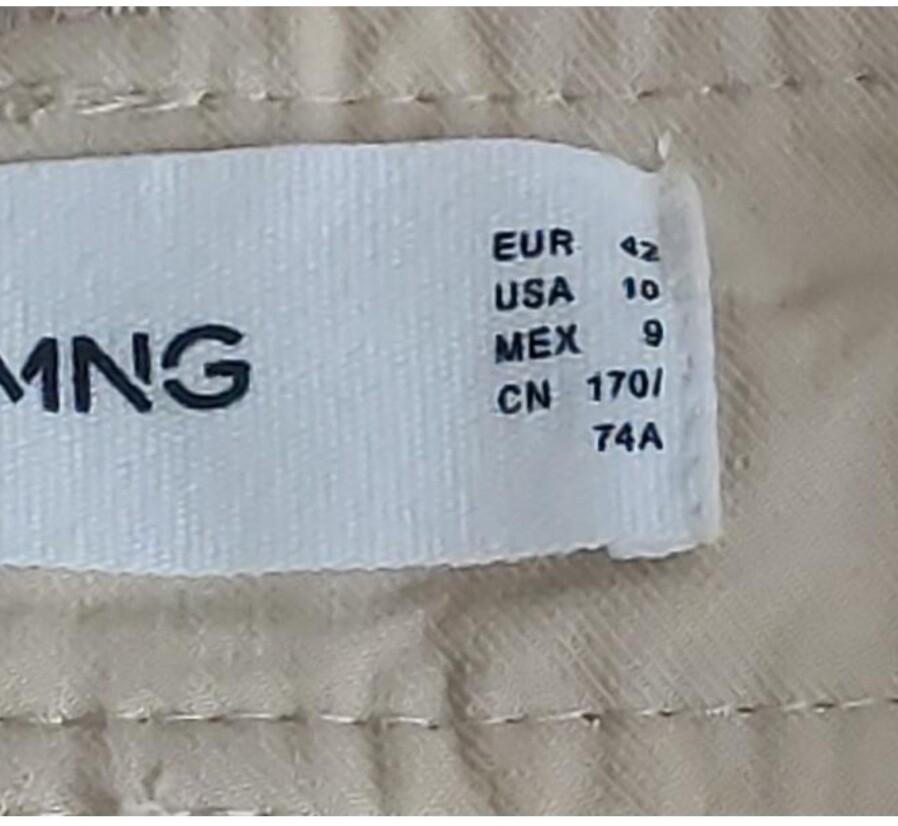 MNG
EUR 42
USA 10
MEX 9
CN 170/
74A